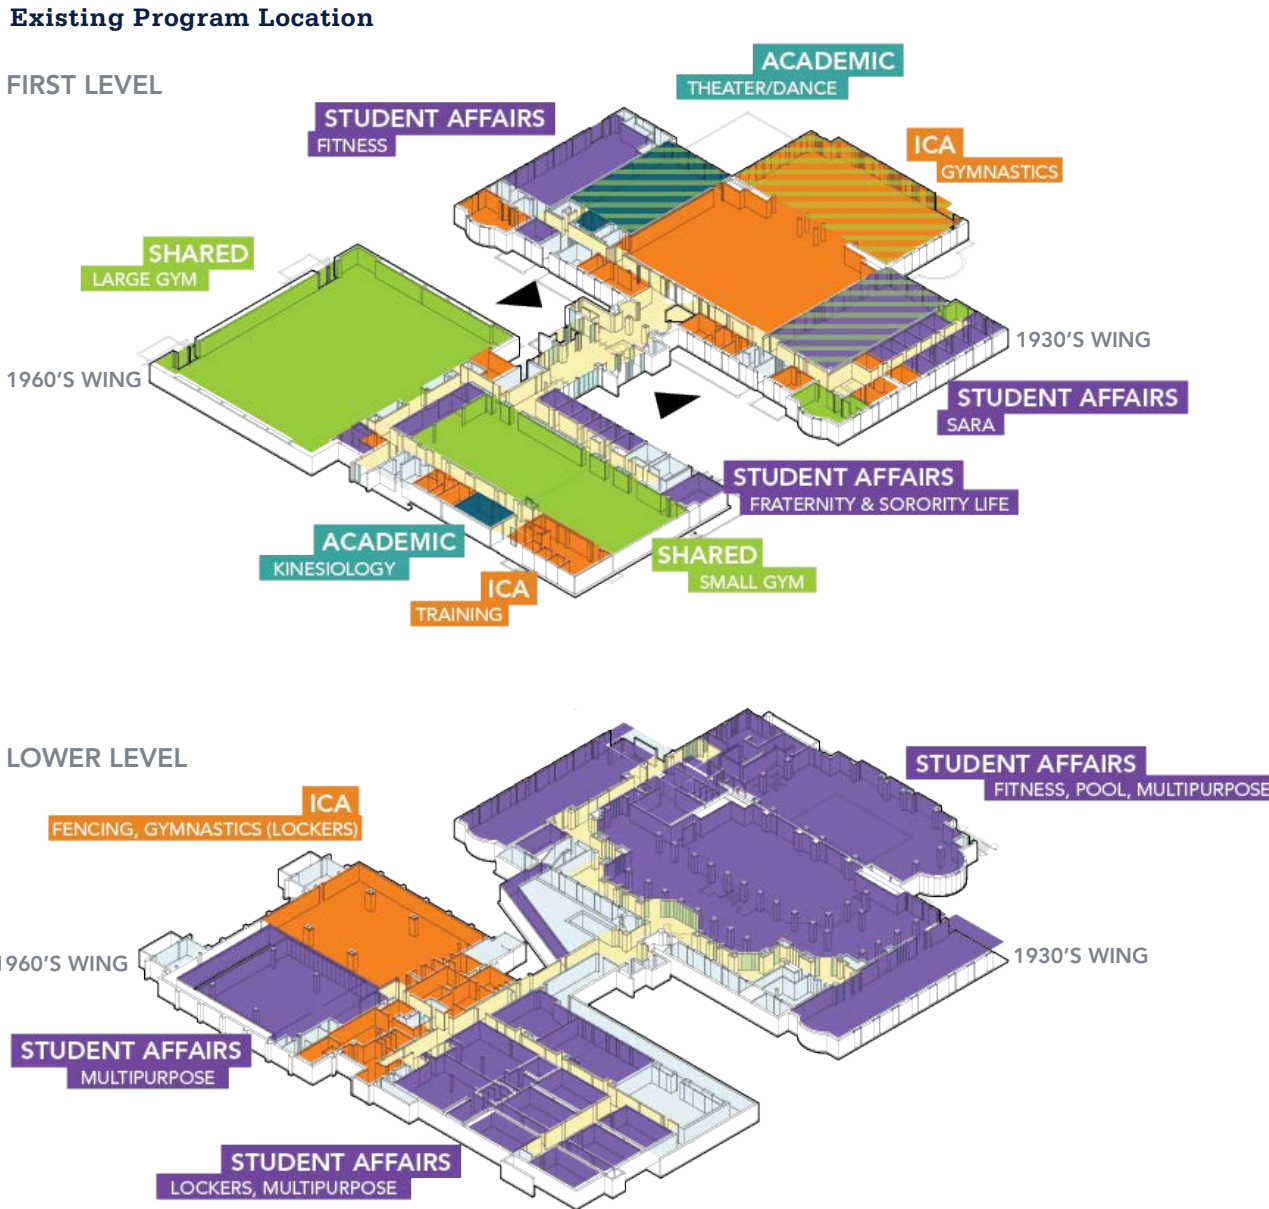 Existing Program Location
FIRST LEVEL
ACADEMIC
THEATER/DANCE
STUDENT AFFAIRS
FITNESS
ICA
GYMNASTICS
SHARED
LARGE GYM
1930'S WING
1960'S WING
STUDENT AFFAIRS
SARA
STUDENT AFFAIRS
FRATERNITY & SORORITY LIFE
ACADEMIC
KINESIOLOGY
SHARED
SMALL GYM
ICA
TRAINING
LOWER LEVEL
STUDENT AFFAIRS
FITNESS, POOL, MULTIPURPOSE
ICA
FENCING, GYMNASTICS (LOCKERS)
1960'S WING
1930'S WING
STUDENT AFFAIRS
MULTIPURPOSE
STUDENT AFFAIRS
LOCKERS, MULTIPURPOSE